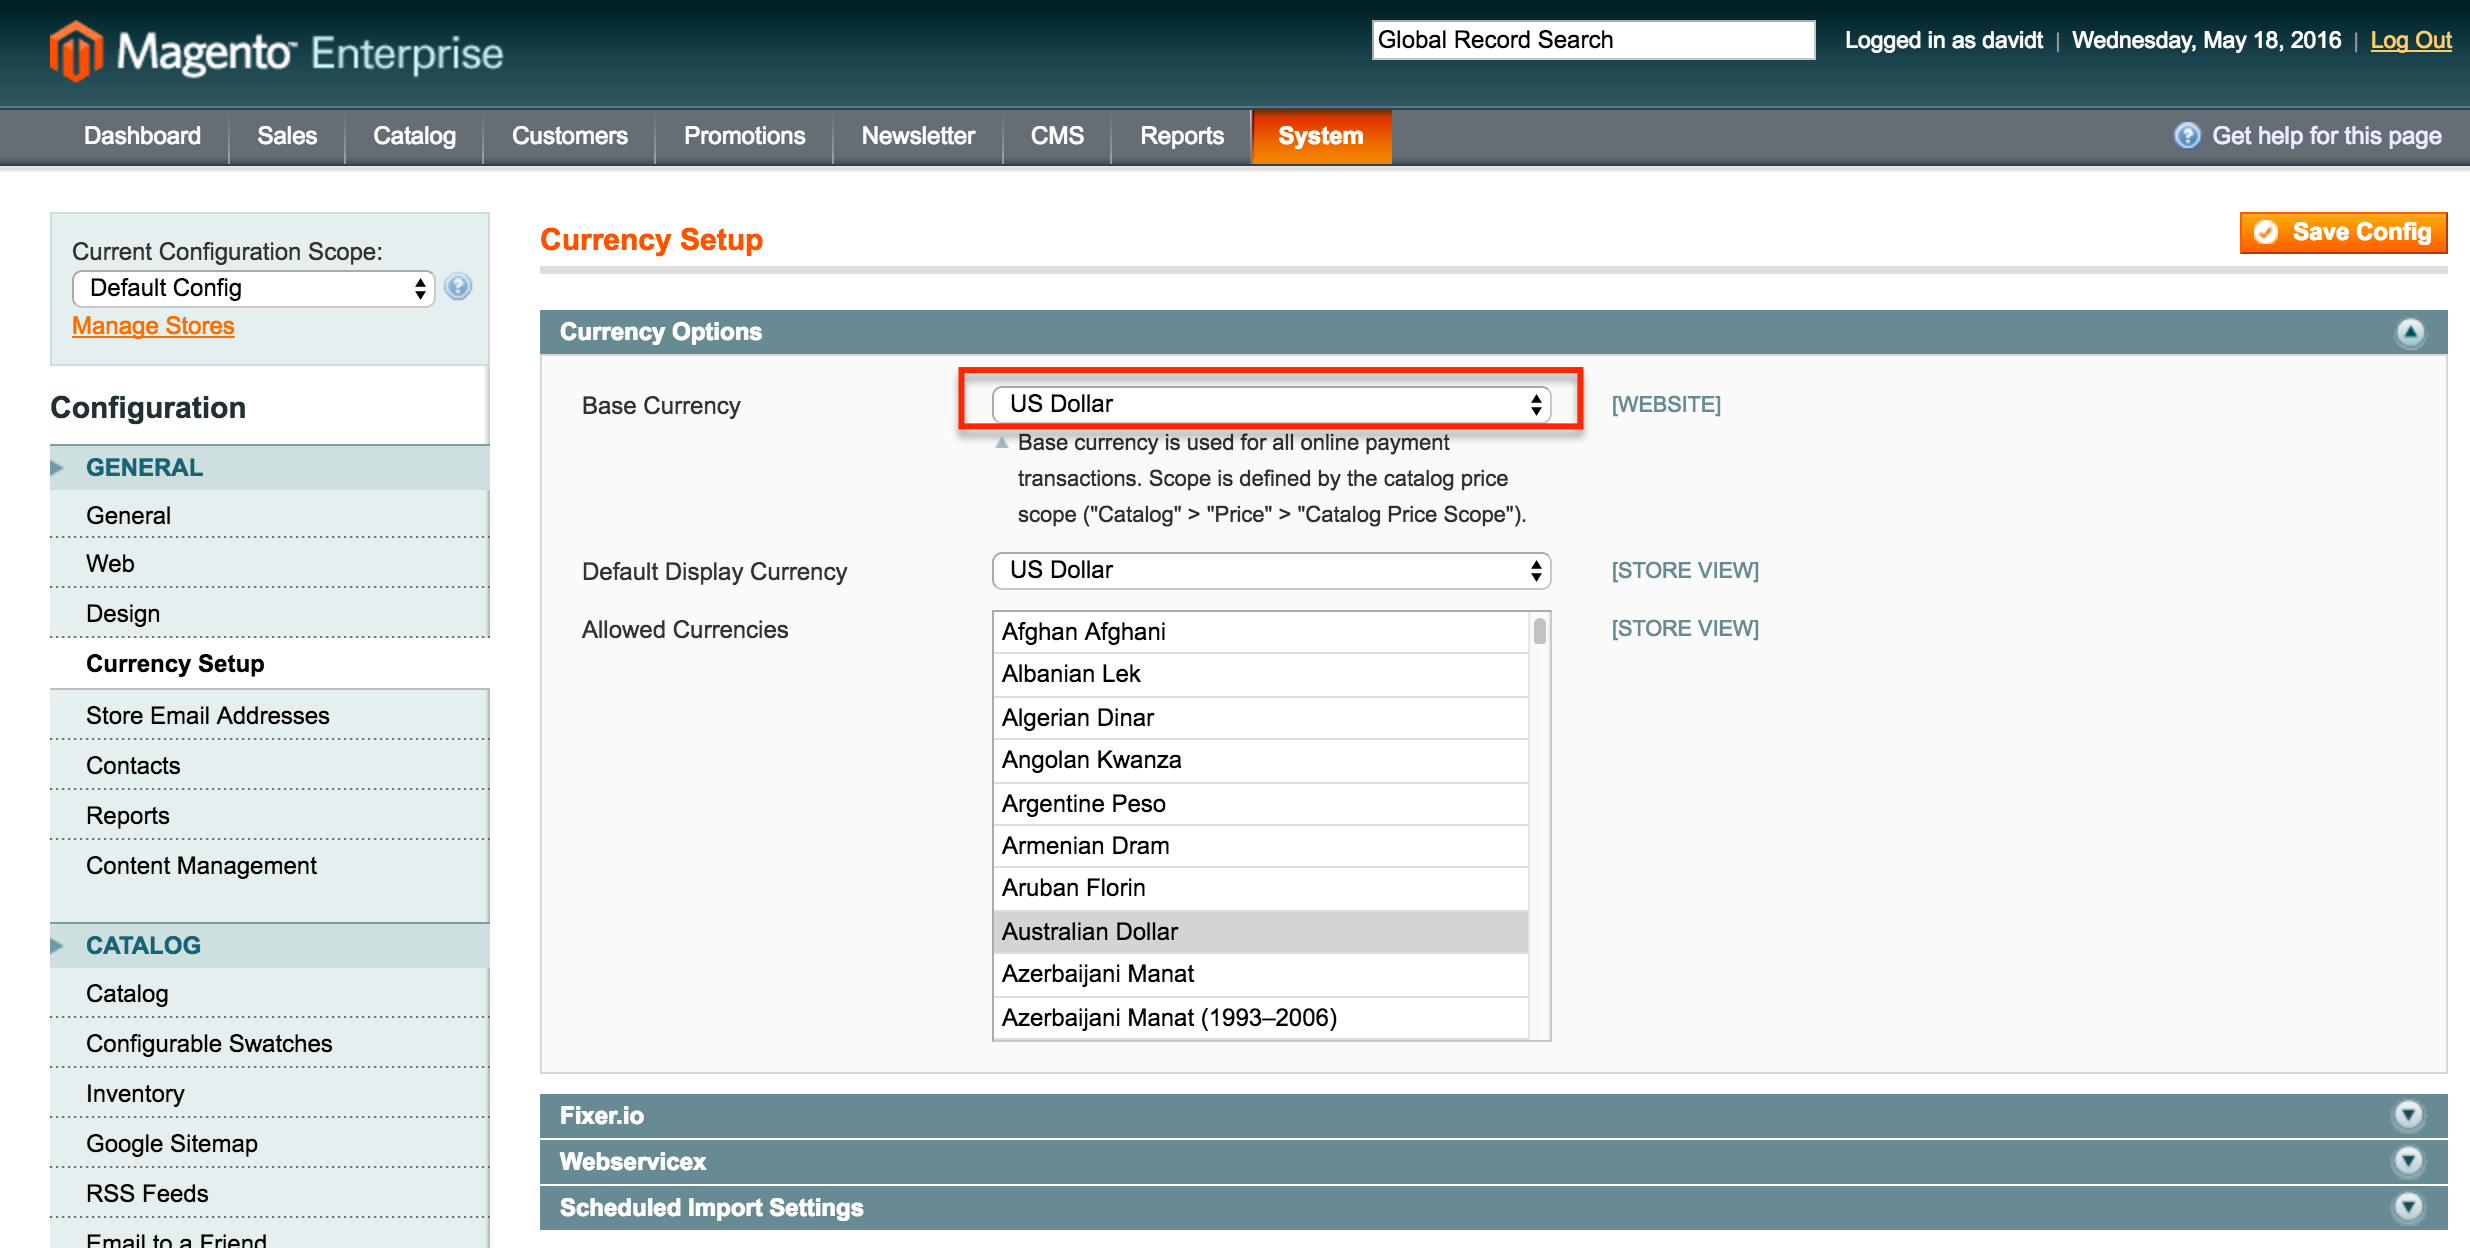 Magento™ Enterprise
Global Record Search
Logged in as davidt | Wednesday, May 18, 2016 | Log Out
Dashboard
Sales
Catalog
Customers
Promotions
Newsletter
CMS
Reports
System
Get help for this page
Current Configuration Scope:
Default Config
Manage Stores
Configuration
GENERAL
General
Web
Design
Currency Setup
Store Email Addresses
Contacts
Reports
Content Management
CATALOG
Catalog
Configurable Swatches
Inventory
Google Sitemap
RSS Feeds
Email to a Friend
Currency Setup
Save Config
Currency Options
Base Currency
US Dollar
[WEBSITE]
Base currency is used for all online payment
transactions. Scope is defined by the catalog price
scope ("Catalog" > "Price" > "Catalog Price Scope").
Default Display Currency
US Dollar
[STORE VIEW]
Allowed Currencies
[STORE VIEW]
Afghan Afghani
Albanian Lek
Algerian Dinar
Angolan Kwanza
Argentine Peso
Armenian Dram
Aruban Florin
Australian Dollar
Azerbaijani Manat
Azerbaijani Manat (1993–2006)
Fixer.io
Webservicex
Scheduled Import Settings